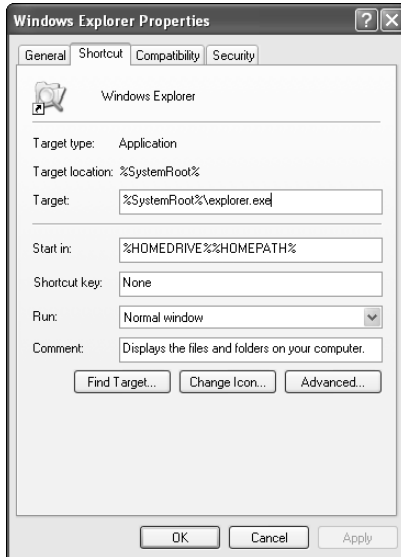 Windows Explorer Properties
General Shortcut Compatibility Security
Windows Explorer
Target type: Application
Target location: %SystemRoot%
Target: %SystemRoot%\explorer.exe
Start in: %HOMEDRIVE%%HOMEPATH%
Shortcut key: None
Run: Normal window
Comment: Displays the files and folders on your computer.
Find Target... Change Icon... Advanced...
OK Cancel Apply